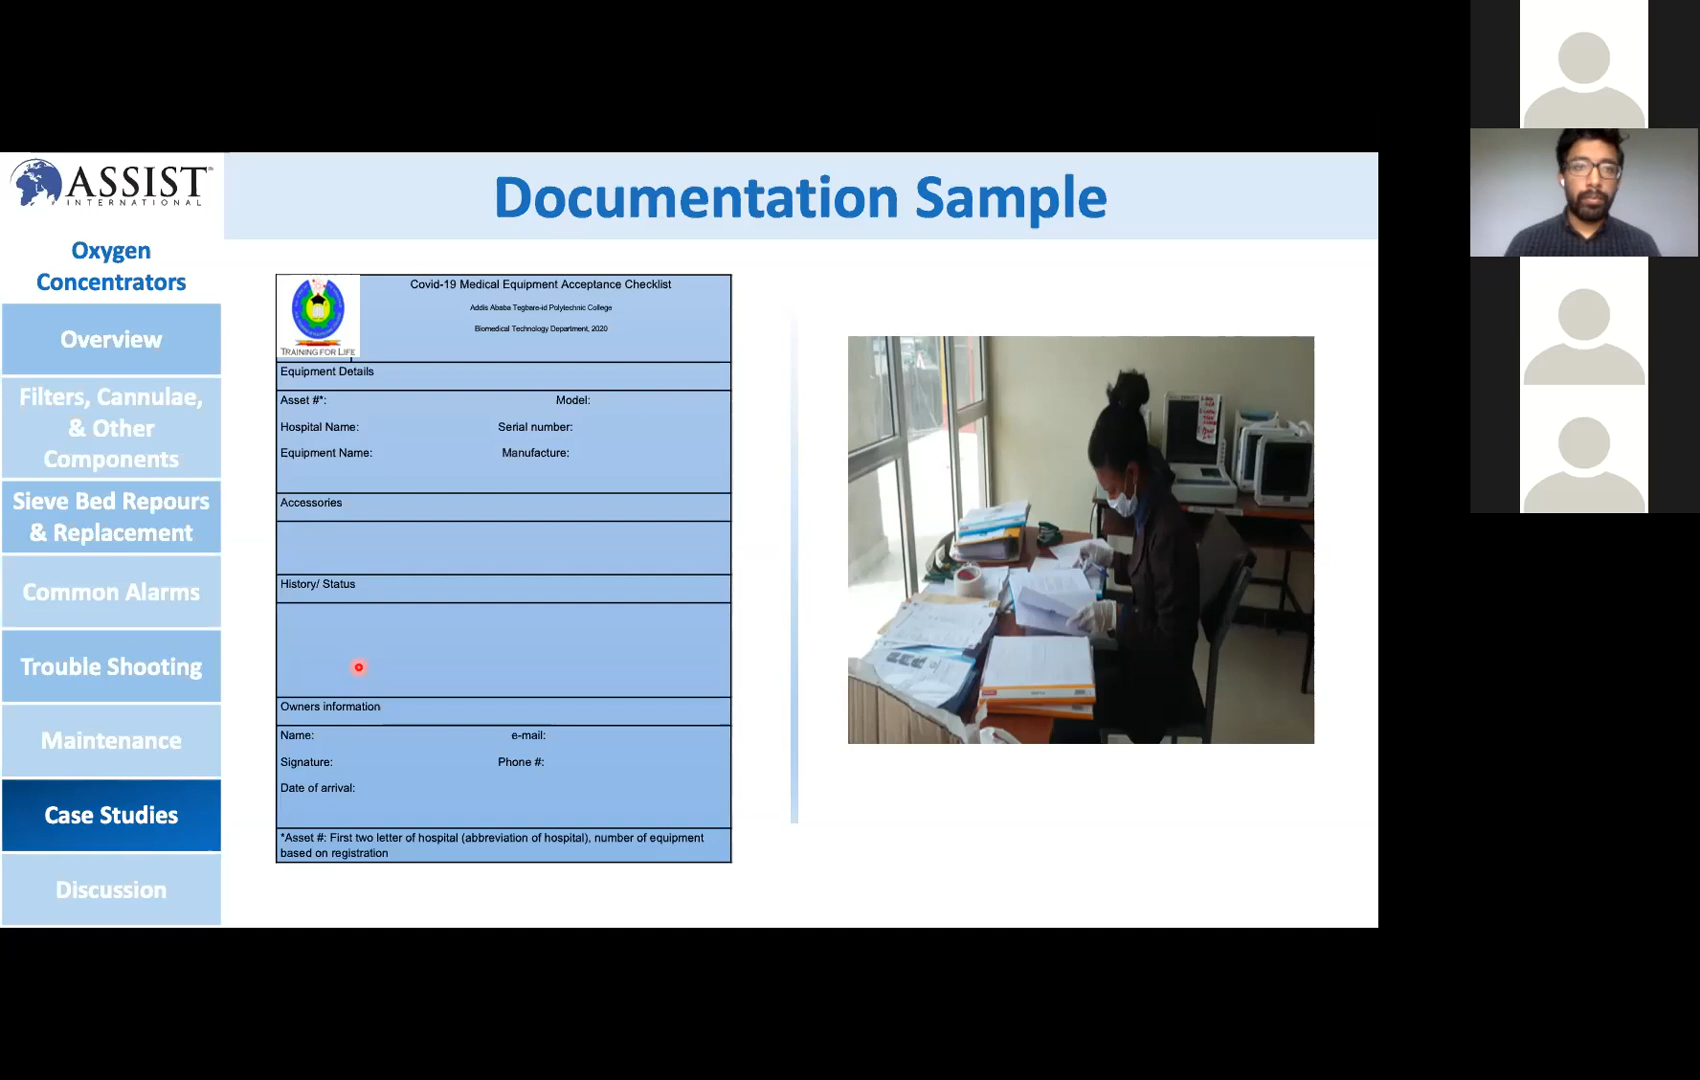 ASSIST
INTERNATIONAL
Documentation Sample
Oxygen
Concentrators
Overview
Filters, Cannulae,
& Other
Components
Sieve Bed Repours
& Replacement
Common Alarms
Trouble Shooting
Maintenance
Case Studies
Discussion
TRAINING FOR LIFE
Covid-19 Medical Equipment Acceptance Checklist
Addis Ababa Tegbare-id Polytechnic College
Biomedical Technology Department, 2020
Equipment Details
Asset #*: Model:
Hospital Name: Serial number:
Equipment Name: Manufacture:
Accessories
History/ Status
Owners information
Name: e-mail:
Signature: Phone #:
Date of arrival:
*Asset #: First two letter of hospital (abbreviation of hospital), number of equipment
based on registration